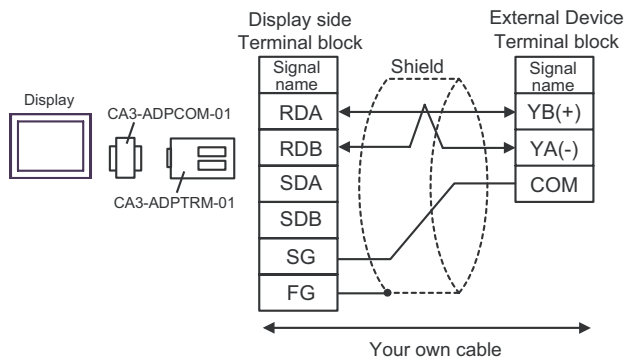 Display side
Terminal block
External Device
Terminal block
Signal
name
Shield
Signal
name
Display
CA3-ADPCOM-01
RDA
YB(+)
RDB
YA(-)
SDA
COM
CA3-ADPTRM-01
SDB
SG
FG
Your own cable